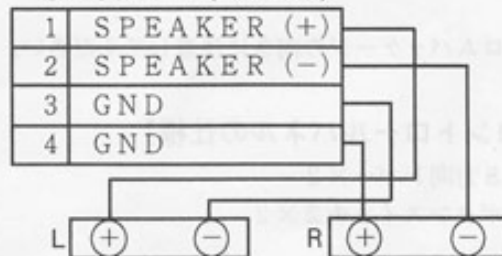 1 SPEAKER (+)
2 SPEAKER (−)
3 GND
4 GND
L + − R + −